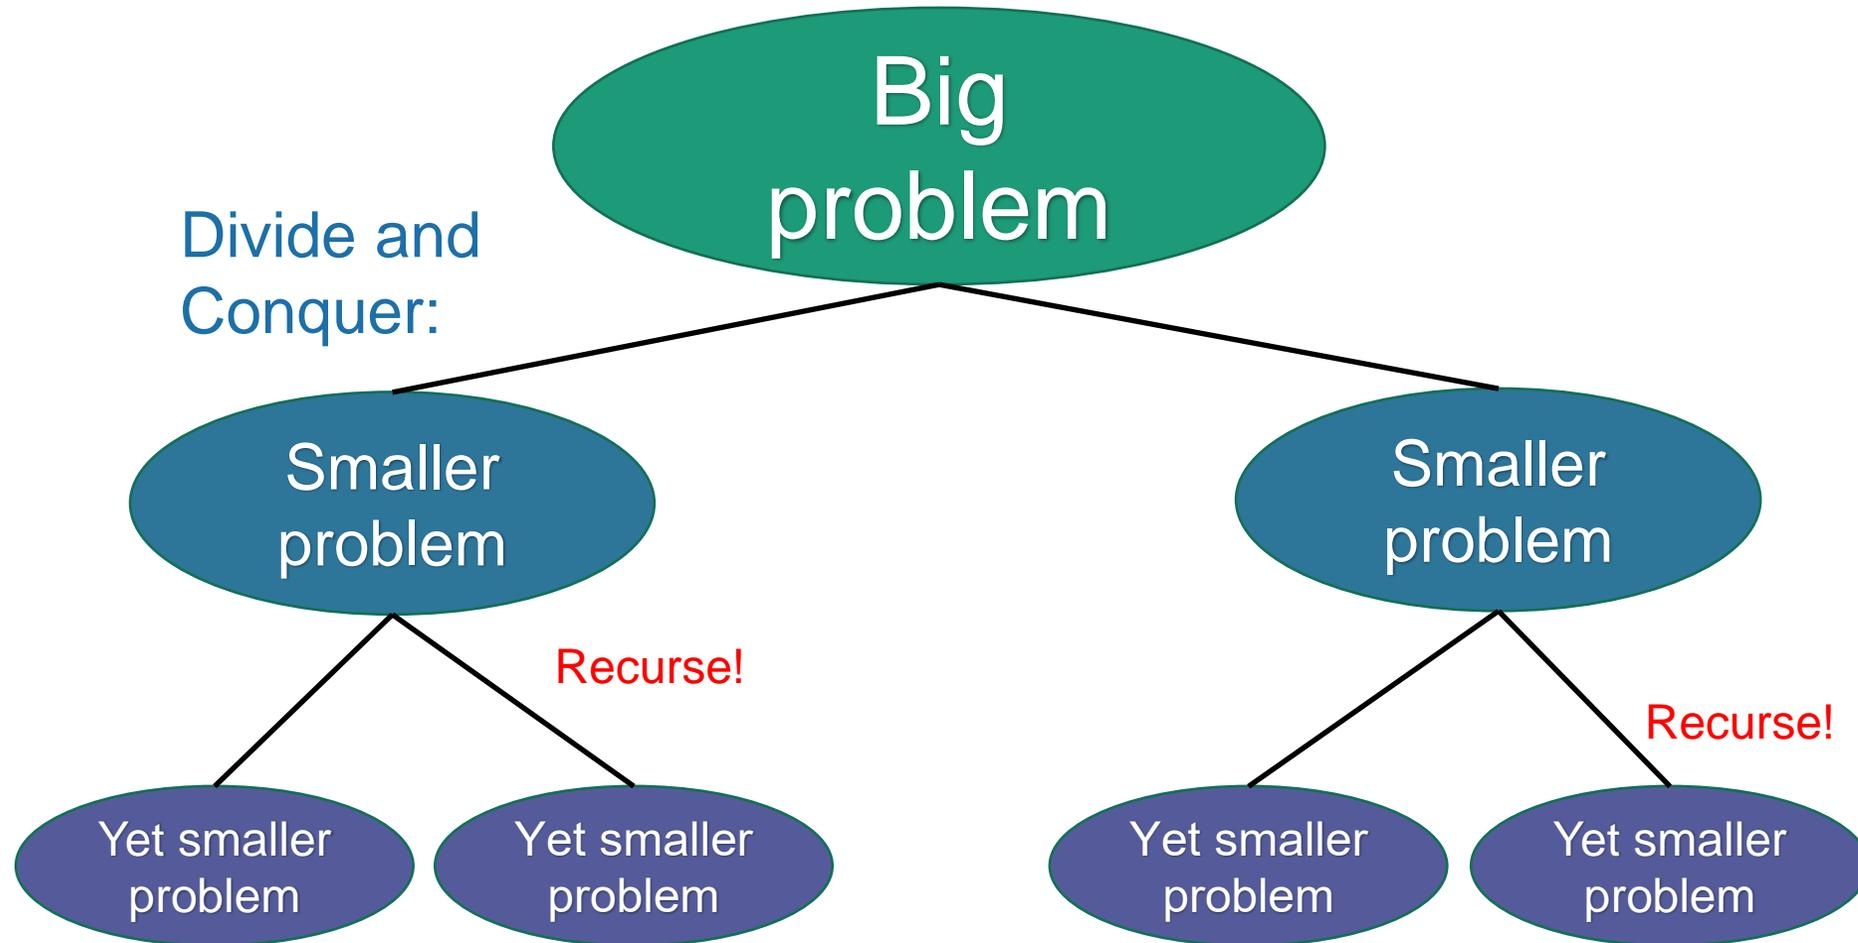 Big
problem
Divide and
Conquer:
Smaller
problem
Smaller
problem
Recurse!
Recurse!
Yet smaller
problem
Yet smaller
problem
Yet smaller
problem
Yet smaller
problem